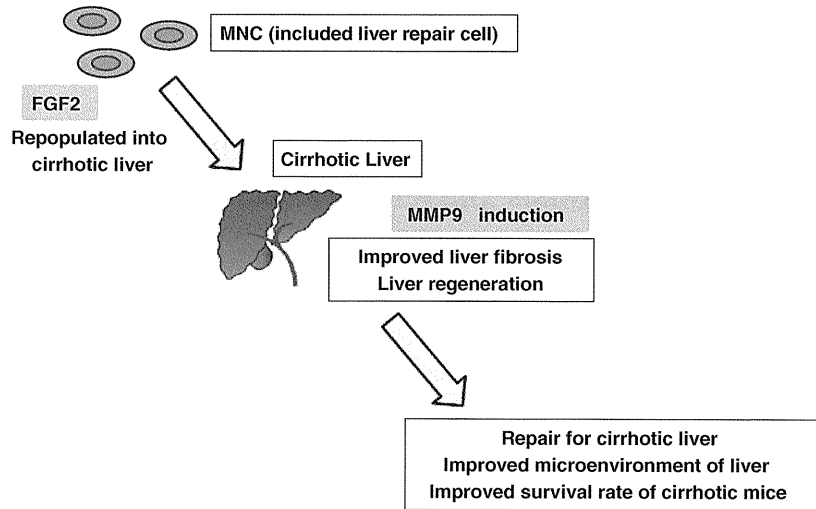 MNC (included liver repair cell)
FGF2
Repopulated into
cirrhotic liver
Cirrhotic Liver
MMP9 induction
Improved liver fibrosis
Liver regeneration
Repair for cirrhotic liver
Improved microenvironment of liver
Improved survival rate of cirrhotic mice